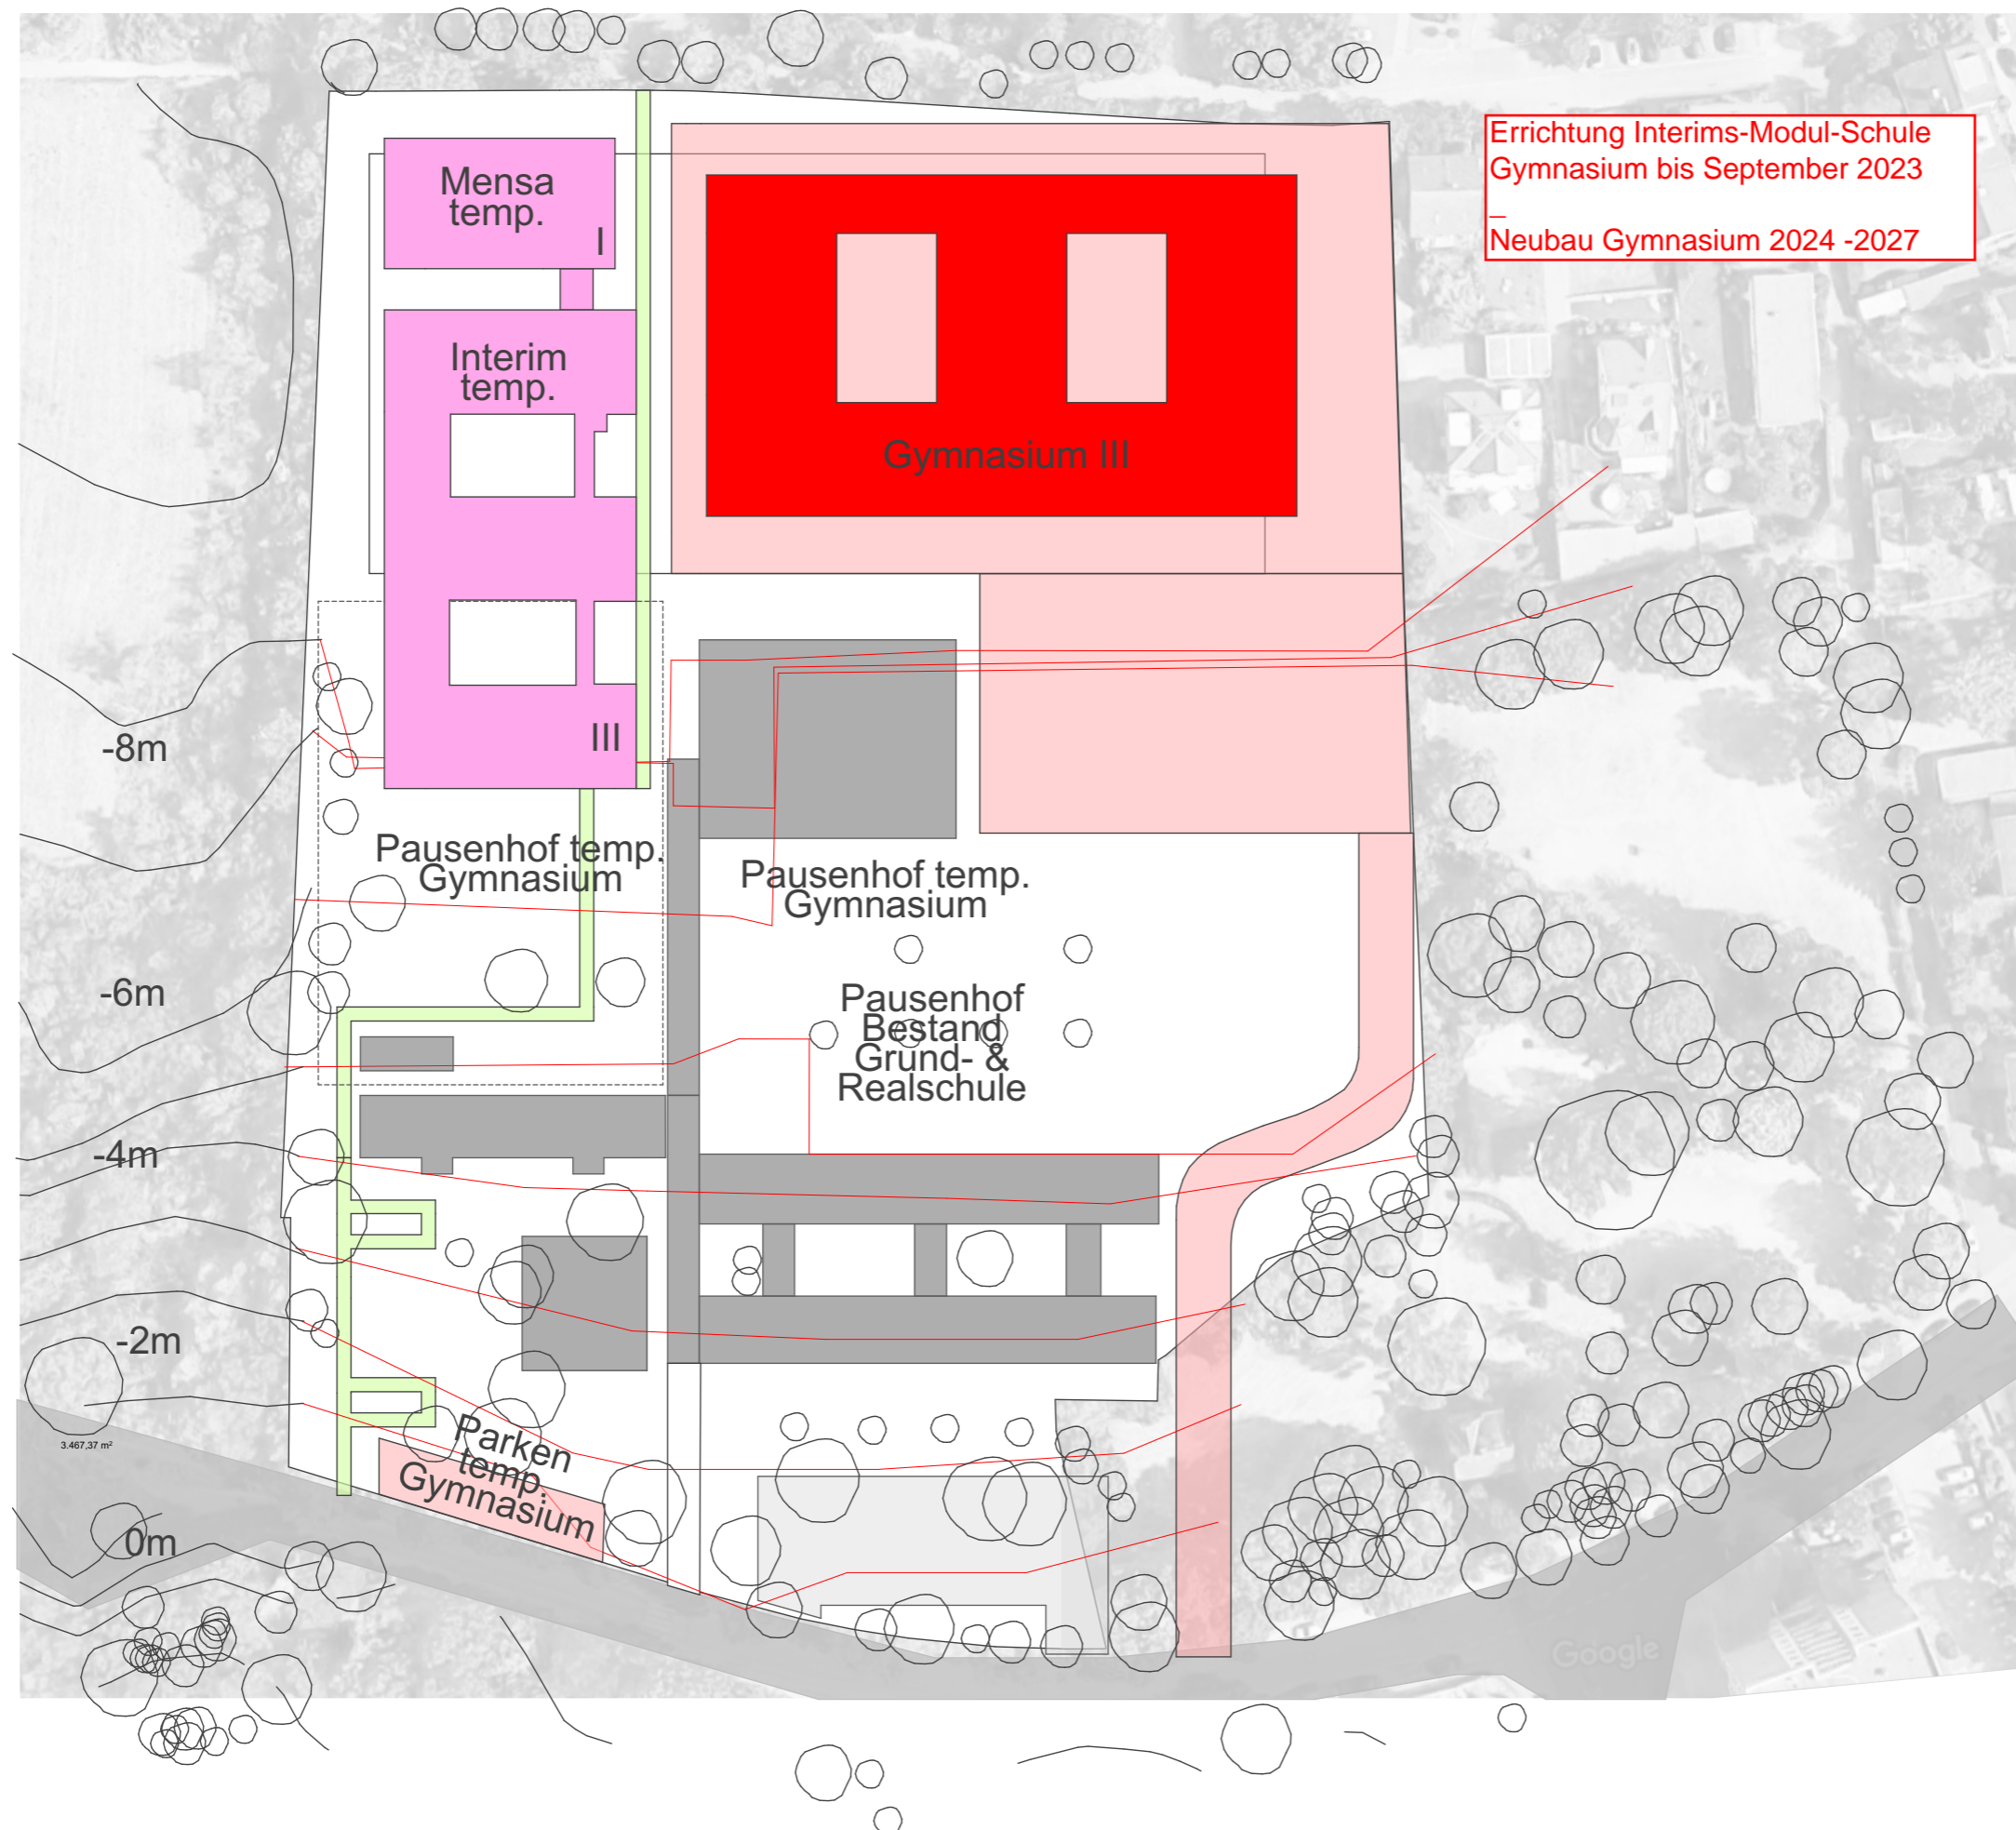 Errichtung Interims-Modul-Schule
Gymnasium bis September 2023
_
Neubau Gymnasium 2024 -2027
Mensa
temp.
I
Interim
temp.
III
Gymnasium III
-8m
Pausenhof temp.
Gymnasium
Pausenhof temp.
Gymnasium
-6m
Pausenhof
Bestand
Grund- &
Realschule
-4m
-2m
3.467,37 m²
Parken
temp.
Gymnasium
0m
Google